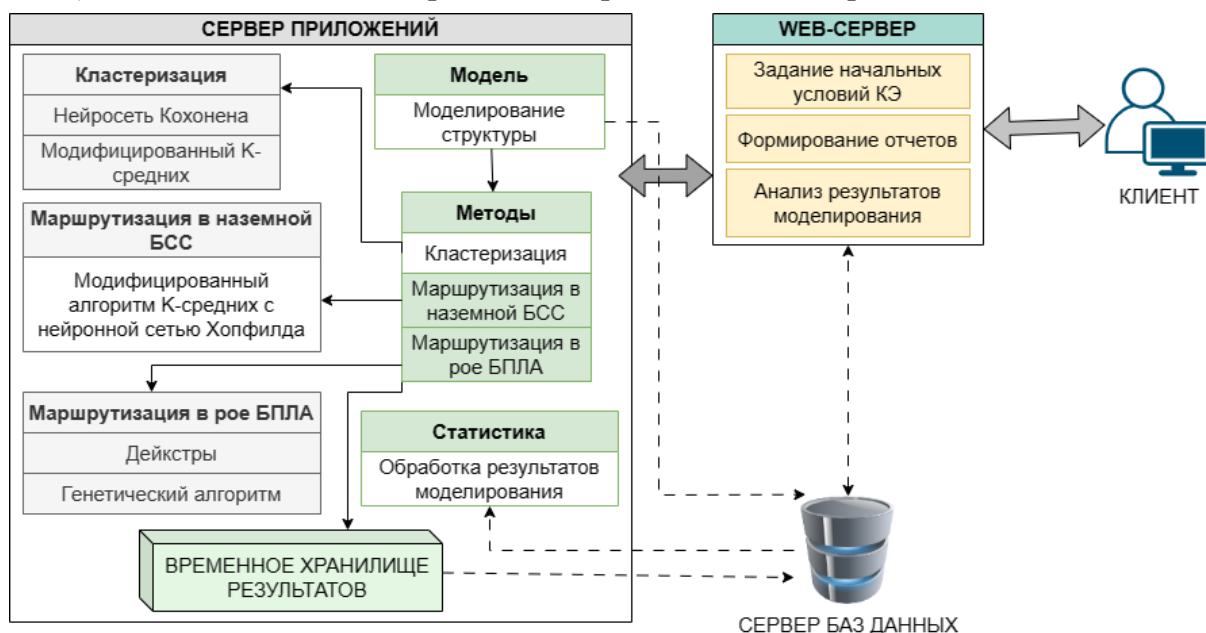 СЕРВЕР ПРИЛОЖЕНИЙ
Кластеризация
Нейросеть Кохонена
Модифицированный K-
средних
Маршрутизация в наземной
БСС
Модифицированный
алгоритм K-средних с
нейронной сетью Хопфилда
Маршрутизация в рое БПЛА
Дейкстры
Генетический алгоритм
Модель
Моделирование
структуры
Методы
Кластеризация
Маршрутизация в
наземной БСС
Маршрутизация в
рое БПЛА
Статистика
Обработка результатов
моделирования
ВРЕМЕННОЕ ХРАНИЛИЩЕ
РЕЗУЛЬТАТОВ
WEB-СЕРВЕР
Задание начальных
условий КЭ
Формирование отчетов
Анализ результатов
моделирования
КЛИЕНТ
СЕРВЕР БАЗ ДАННЫХ